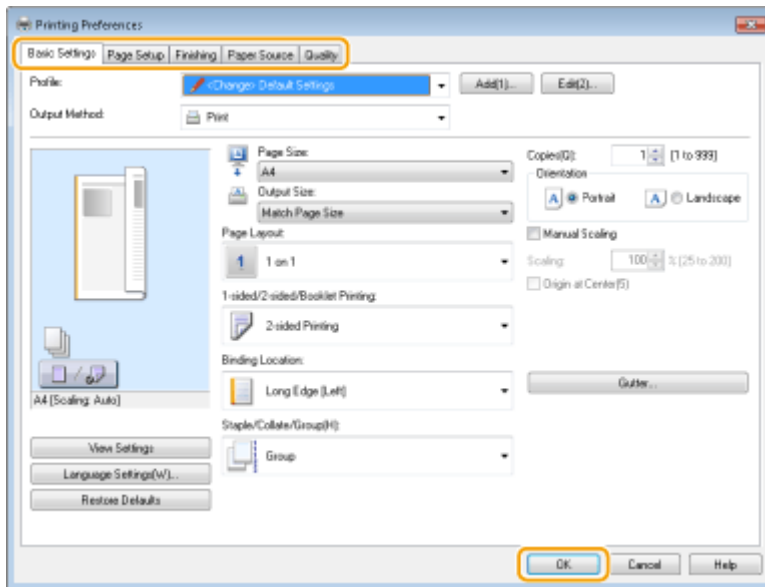 Printing Preferences
Basic Settings Page Setup Finishing Paper Source Quality
Profile: <Change> Default Settings Add(1)... Edit(2)...
Output Method: Print
Page Size:
A4
Output Size:
Match Page Size
Page Layout:
1 1 on 1
1-sided/2-sided/Booklet Printing:
2-sided Printing
Binding Location:
Long Edge [Left]
Staple/Collate/Group(H):
Group
Copies(Q): 1 [1 to 999]
Orientation
A Portrait A Landscape
Manual Scaling
Scaling: 100 % [25 to 200]
Origin at Center(5)
Gutter...
A4 [Scaling: Auto]
View Settings
Language Settings(W)...
Restore Defaults
OK Cancel Help